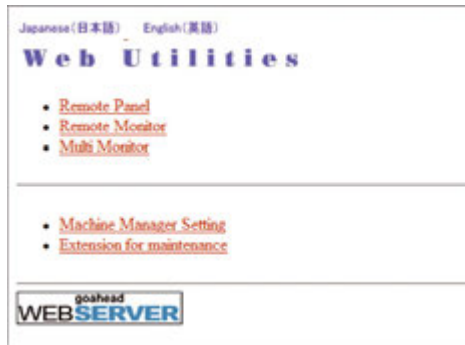 Japanese(日本語) English(英語)
Web Utilities
Remote Panel
Remote Monitor
Multi Monitor
Machine Manager Setting
Extension for maintenance
goahead
WEBSERVER